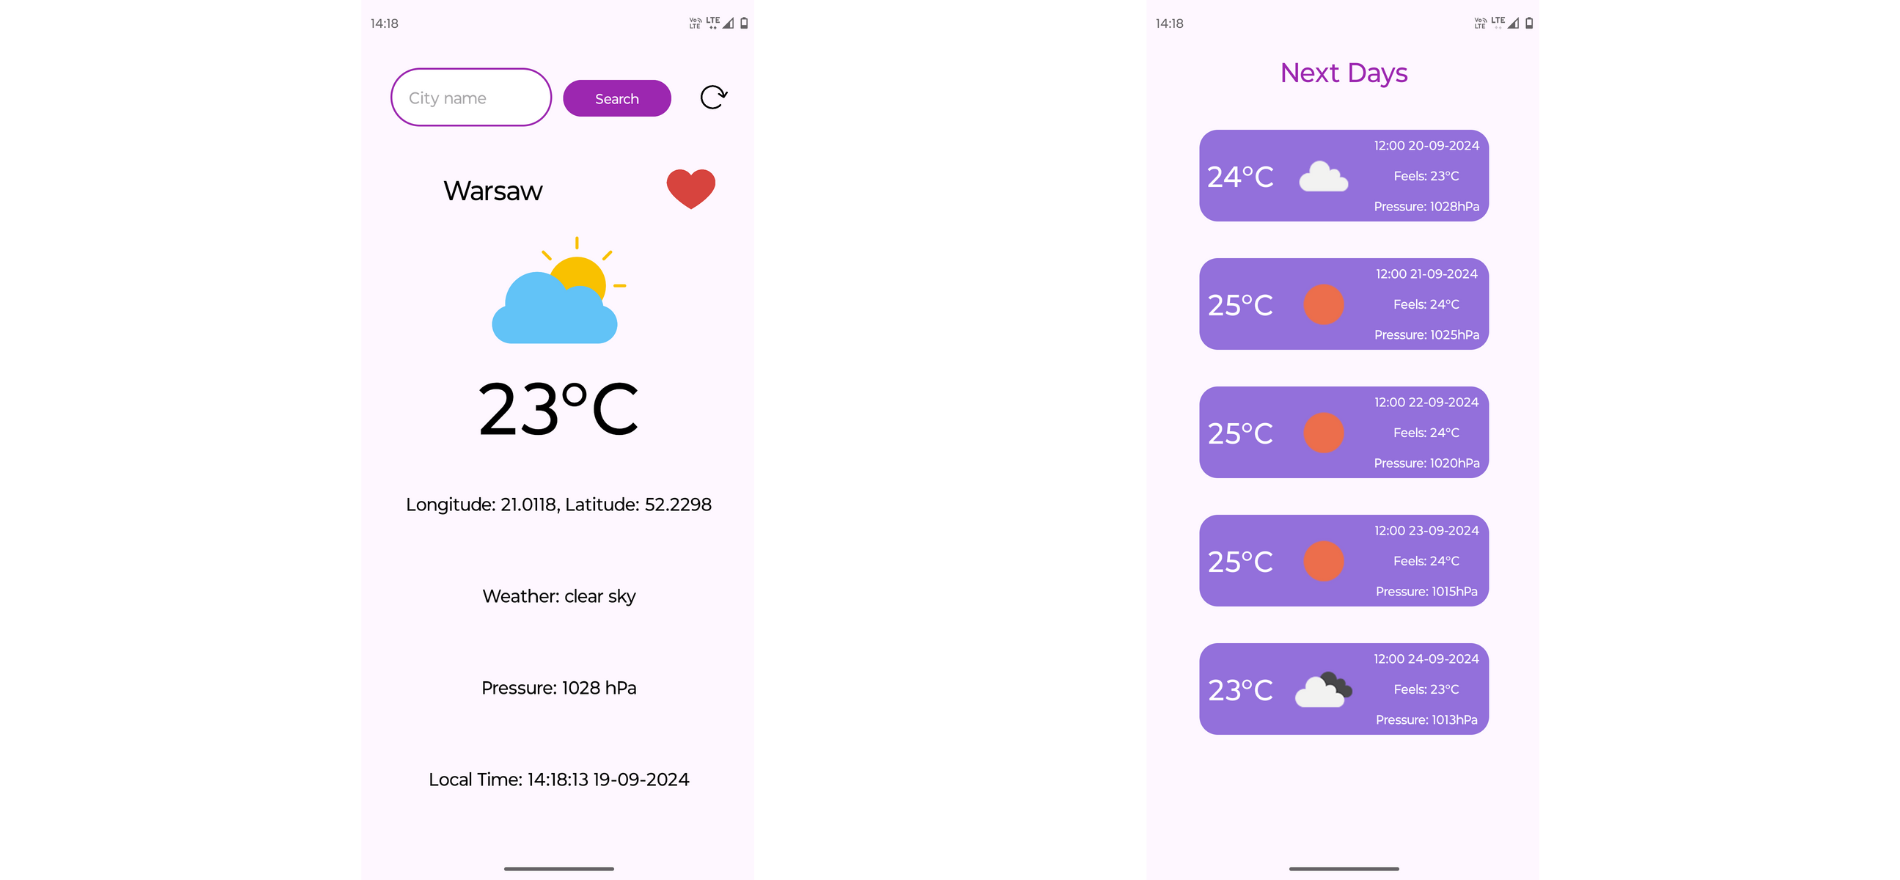 14:18
VoLTE LTE
City name
Search
Warsaw
23°C
Longitude: 21.0118, Latitude: 52.2298
Weather: clear sky
Pressure: 1028 hPa
Local Time: 14:18:13 19-09-2024
14:18
VoLTE LTE
Next Days
12:00 20-09-2024
24°C
Feels: 23°C
Pressure: 1028hPa
12:00 21-09-2024
25°C
Feels: 24°C
Pressure: 1025hPa
12:00 22-09-2024
25°C
Feels: 24°C
Pressure: 1020hPa
12:00 23-09-2024
25°C
Feels: 24°C
Pressure: 1015hPa
12:00 24-09-2024
23°C
Feels: 23°C
Pressure: 1013hPa